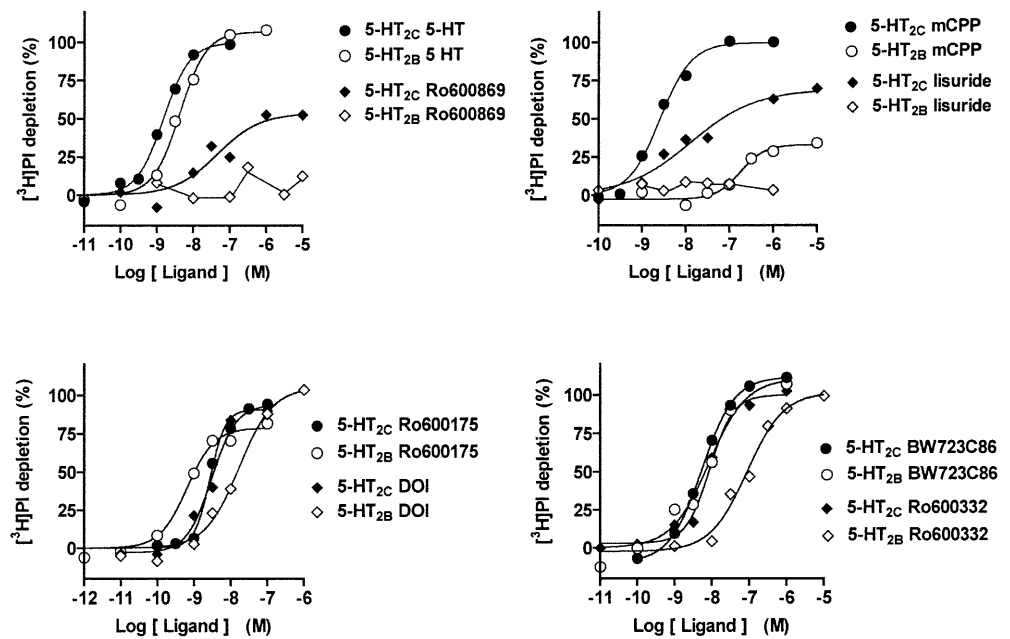 [³H]PI depletion (%)
100
75
50
25
0
-11 -10 -9 -8 -7 -6 -5
Log [ Ligand ] (M)
5-HT₂C 5-HT
5-HT₂B 5 HT
5-HT₂C Ro600869
5-HT₂B Ro600869
[³H]PI depletion (%)
100
75
50
25
0
-10 -9 -8 -7 -6 -5
Log [ Ligand ] (M)
5-HT₂C mCPP
5-HT₂B mCPP
5-HT₂C lisuride
5-HT₂B lisuride
[³H]PI depletion (%)
100
75
50
25
0
-12 -11 -10 -9 -8 -7 -6
Log [ Ligand ] (M)
5-HT₂C Ro600175
5-HT₂B Ro600175
5-HT₂C DOI
5-HT₂B DOI
[³H]PI depletion (%)
100
75
50
25
0
-11 -10 -9 -8 -7 -6 -5
Log [ Ligand ] (M)
5-HT₂C BW723C86
5-HT₂B BW723C86
5-HT₂C Ro600332
5-HT₂B Ro600332